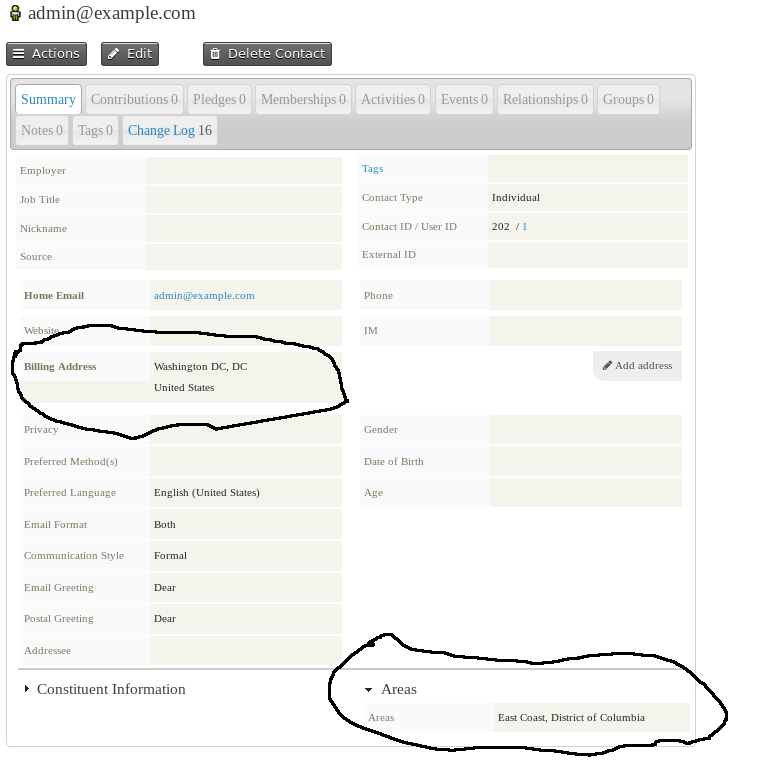 admin@example.com
Actions Edit Delete Contact
Summary Contributions 0 Pledges 0 Memberships 0 Activities 0 Events 0 Relationships 0 Groups 0
Notes 0 Tags 0 Change Log 16
Employer
Job Title
Nickname
Source
Tags
Contact Type Individual
Contact ID / User ID 202 / 1
External ID
Home Email admin@example.com
Phone
Website
IM
Billing Address Washington DC, DC
United States
Add address
Privacy
Preferred Method(s)
Preferred Language English (United States)
Email Format Both
Communication Style Formal
Email Greeting Dear
Postal Greeting Dear
Addressee
Gender
Date of Birth
Age
Constituent Information
Areas
Areas East Coast, District of Columbia